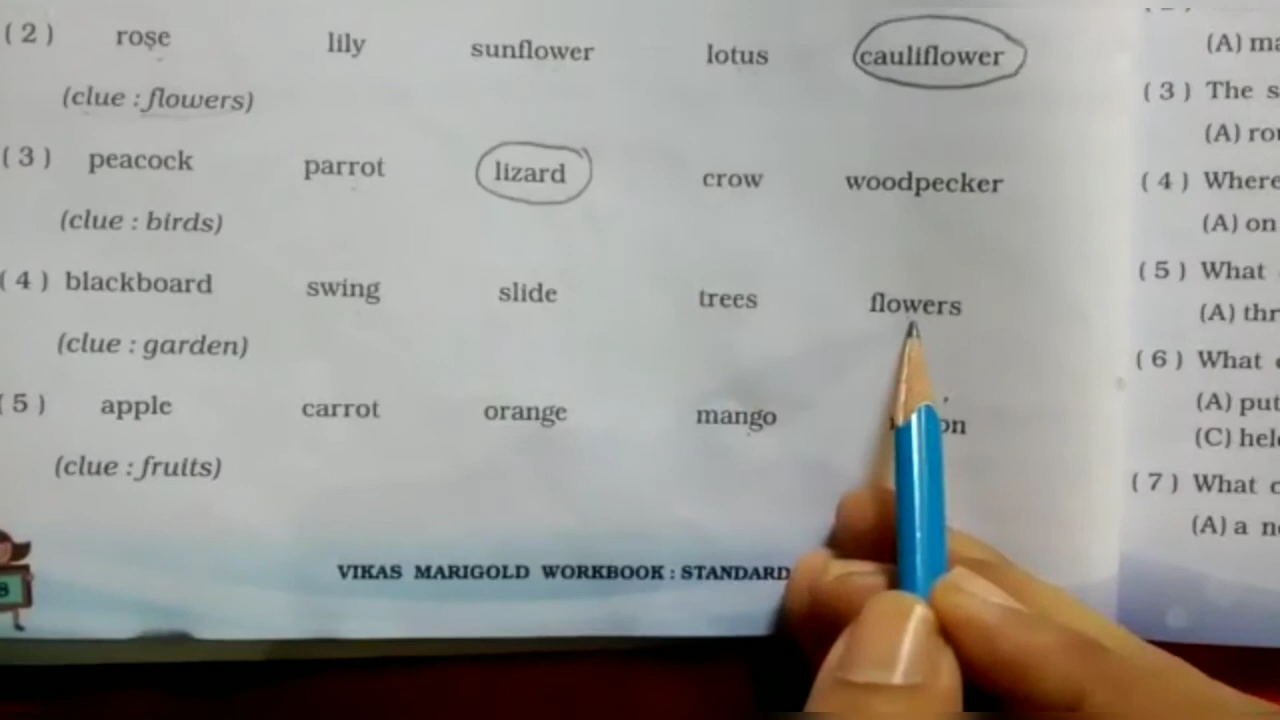 (2) rose lily sunflower lotus cauliflower
(clue : flowers)
(3) peacock parrot lizard crow woodpecker
(clue : birds)
(4) blackboard swing slide trees flowers
(clue : garden)
(5) apple carrot orange mango
(clue : fruits)
8
VIKAS MARIGOLD WORKBOOK : STANDARD
(A)
(3) The
(A)
(4) Where
(A) on
(5) What
(A)
(6) What
(A) put
(C)
(7) What
(A) a